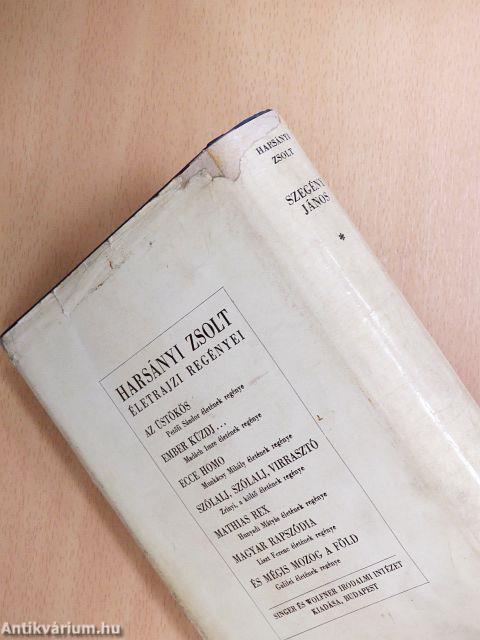 HARSÁNYI
ZSOLT
SZEGÉNY
JÁNOS
*
HARSÁNYI ZSOLT
ÉLETRAJZI REGÉNYEI
AZ ÜSTÖKÖS
Petőfi Sándor életének regénye
EMBER KÜZDJ...
Madách Imre életének regénye
ECCE HOMO
Munkácsy Mihály életének regénye
SZÓLALJ, SZÓLALJ, VIRRASZTÓ
Zrinyi, a költő életének regénye
MATHIAS REX
Hunyadi Mátyás életének regénye
MAGYAR RAPSZÓDIA
Liszt Ferenc életének regénye
ÉS MÉGIS MOZOG A FÖLD
Galilei életének regénye
SINGER ÉS WOLFNER IRODALMI INTÉZET
KIADÁSA, BUDAPEST
Antikvárium.hu